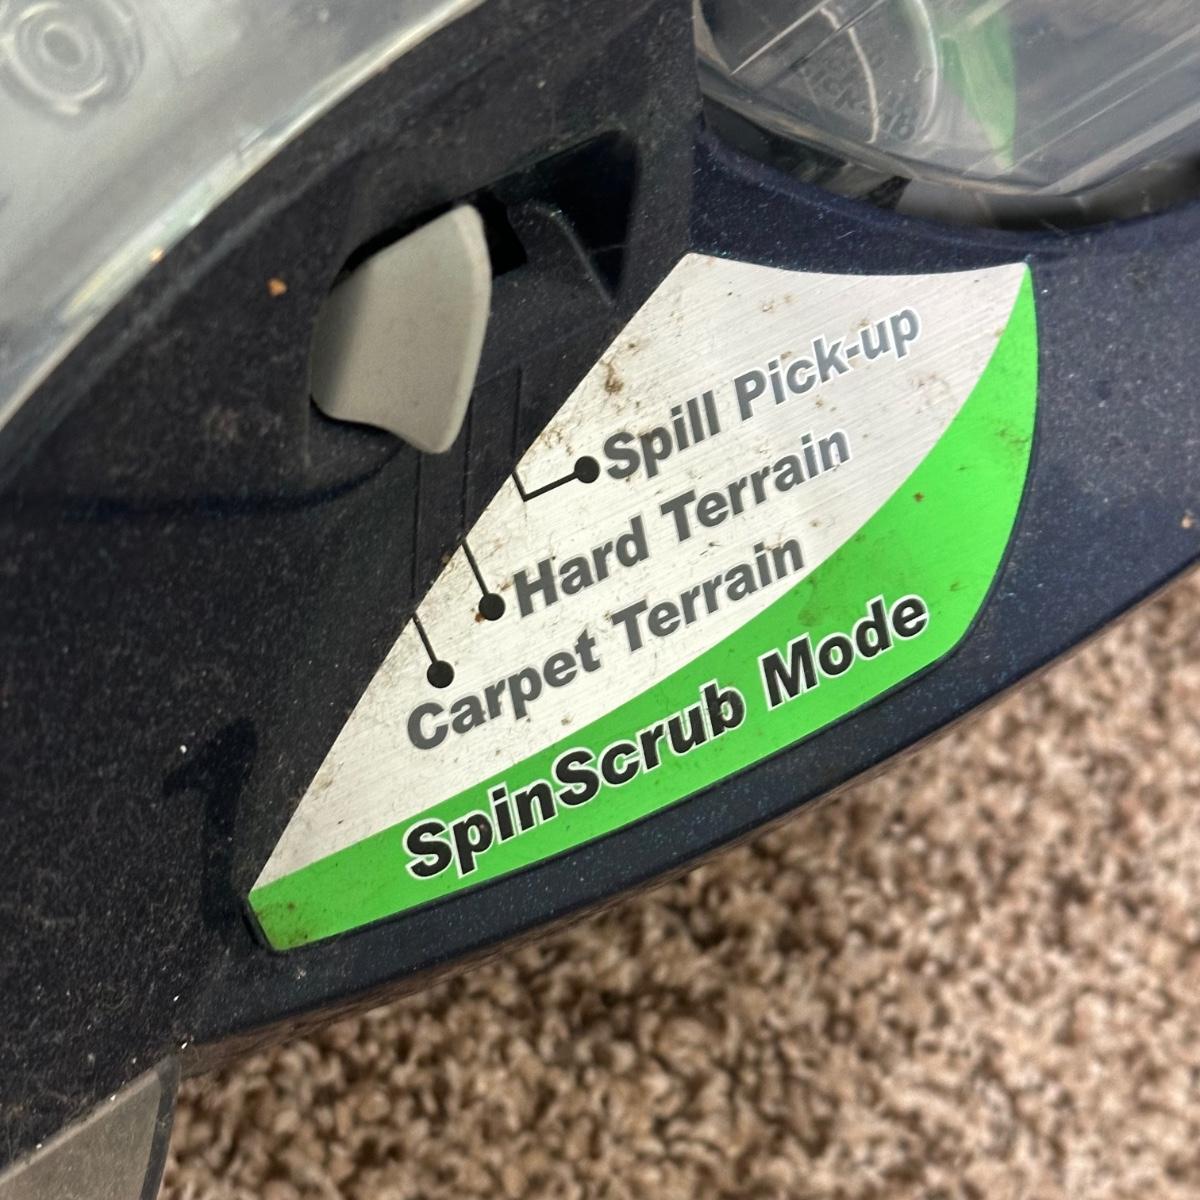 Spill Pick-up
Hard Terrain
Carpet Terrain
SpinScrub Mode